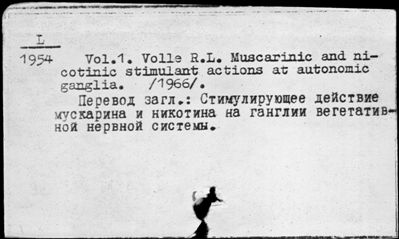 L
1954
Vol.1. Volle R.L. Muscarinic and ni-
cotinic stimulant actions at autonomic
ganglia. /1966/.
Перевод загл.: Стимулирующее действие
мускарина и никотина на ганглии вегетатив-
ной нервной системы.